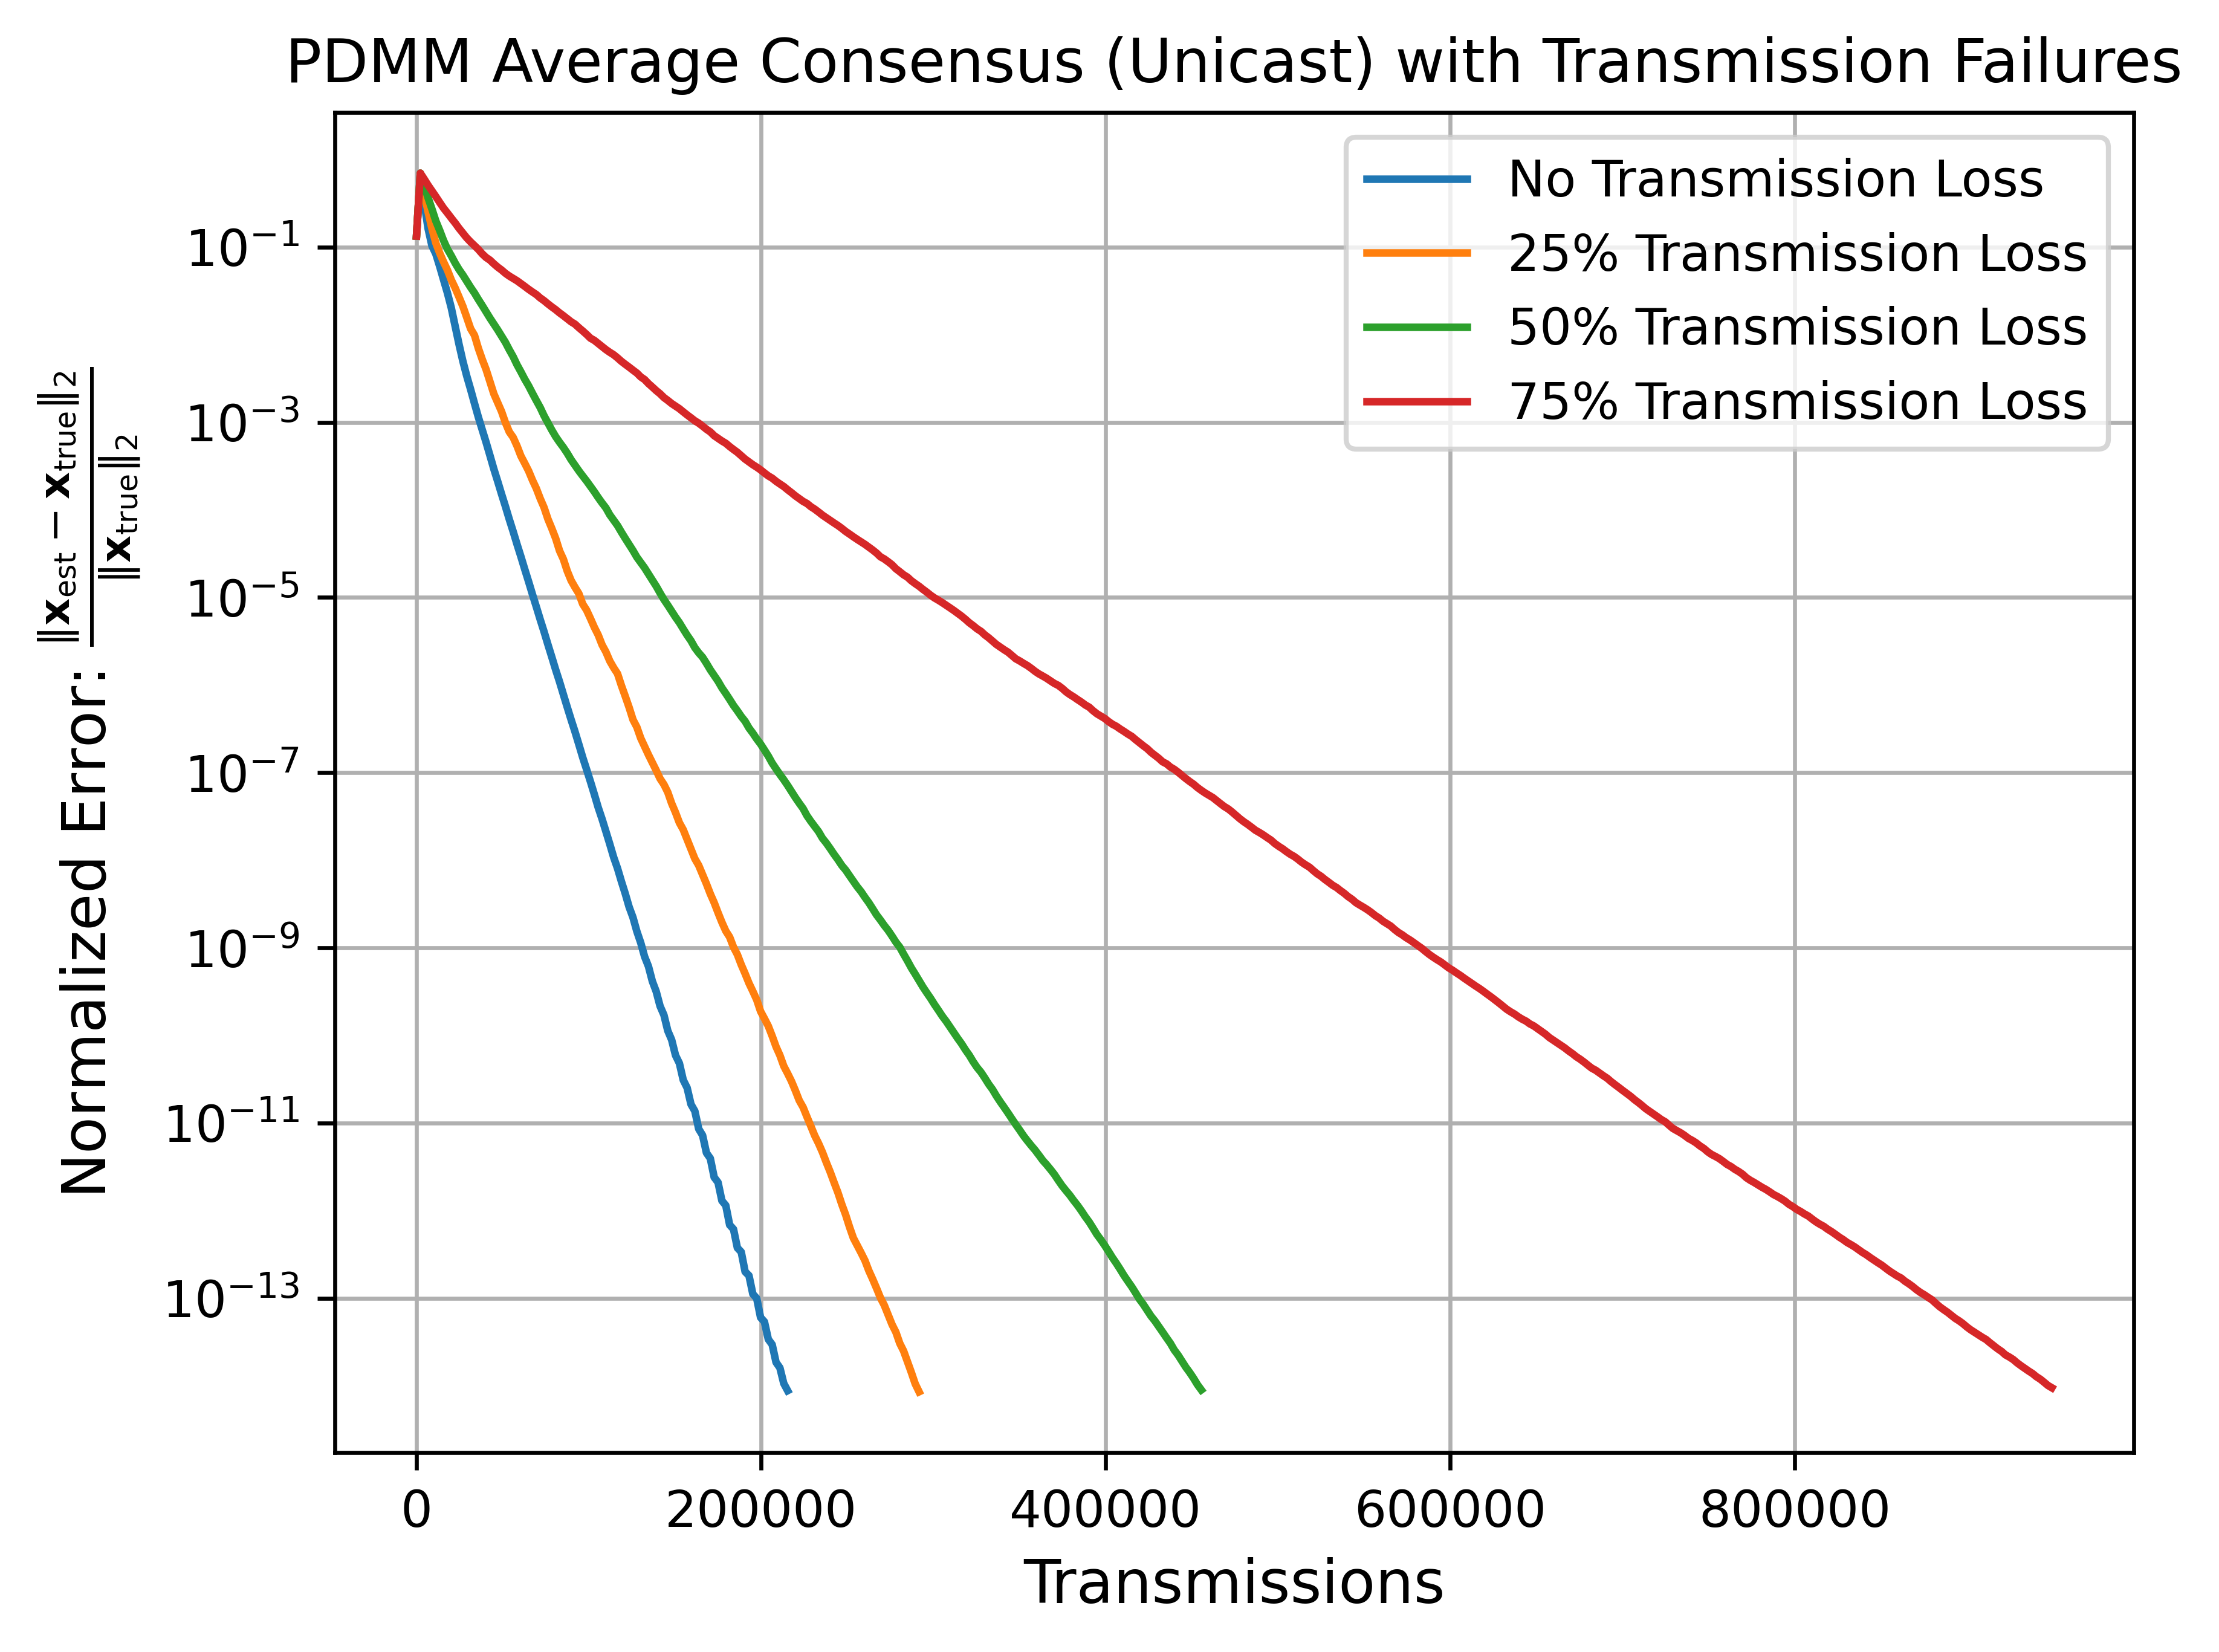 PDMM Average Consensus (Unicast) with Transmission Failures
No Transmission Loss
25% Transmission Loss
50% Transmission Loss
75% Transmission Loss
Normalized Error: ‖𝐱est − 𝐱true‖2 / ‖𝐱true‖2
10−1
10−3
10−5
10−7
10−9
10−11
10−13
0 200000 400000 600000 800000
Transmissions